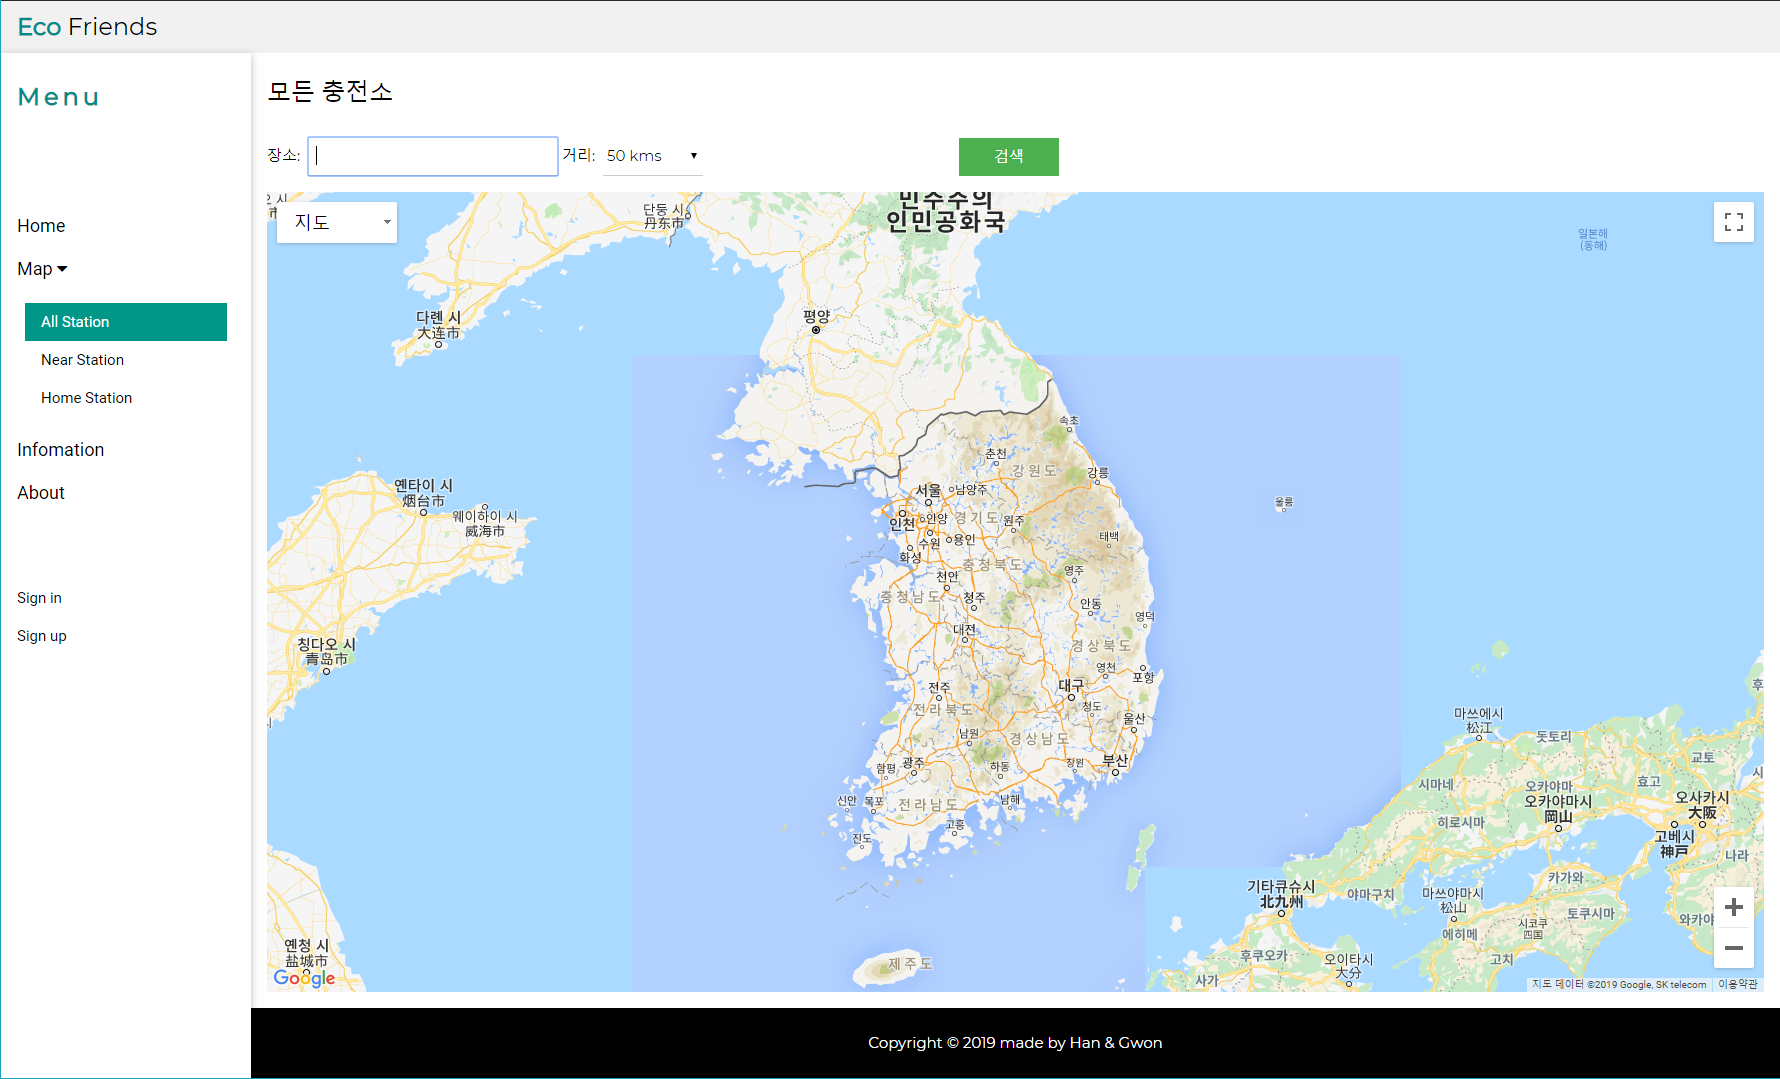 Eco Friends
Menu
Home
Map
All Station
Near Station
Home Station
Infomation
About
Sign in
Sign up
모든 충전소
장소:
거리: 50 kms
검색
지도
단둥 시
丹东市
인민공화국
일본해
(동해)
다롄 시
大连市
평양
속초
춘천
강원도
강릉
옌타이 시
烟台市
웨이하이 시
威海市
서울
남양주
울릉
인천
안양
경기도
원주
수원
용인
태백
화성
충청북도
영주
천안
충청남도
청주
안동
영덕
대전
경상북도
칭다오 시
青岛市
영천
포항
전주
대구
전라북도
청도
울산
남원
경상남도
마쓰에시
松江
돗토리
함평
광주
하동
창원
부산
교토
시마네
오카야마
효고
신안
목포
전라남도
남해
오카야마시
岡山
오사카시
大阪
고흥
히로시마
진도
고베시
神戸
나라
기타큐슈시
北九州
야마구치
마쓰야마시
松山
카가와
토쿠시마
와카야
시코쿠
四国
에히메
옌청 시
盐城市
제주도
후쿠오카
오이타시
大分
고치
사가
Google
지도 데이터 ©2019 Google, SK telecom
이용약관
Copyright © 2019 made by Han & Gwon